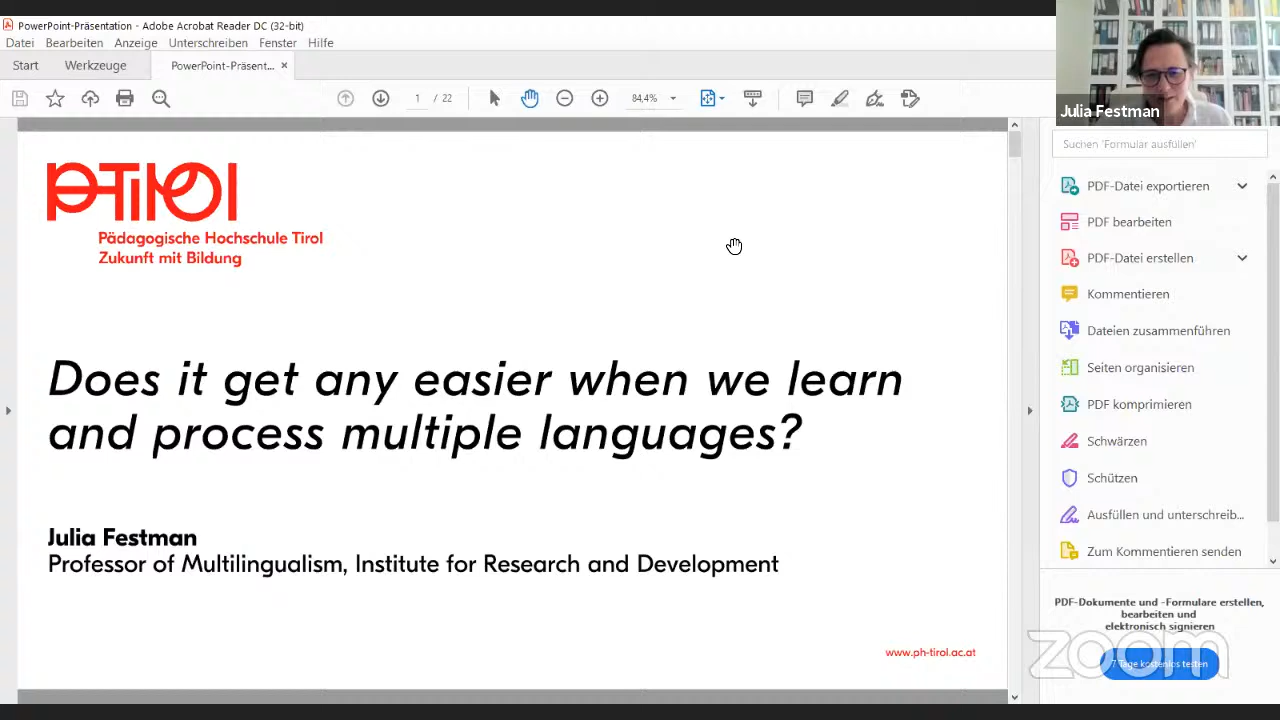 PowerPoint-Präsentation - Adobe Acrobat Reader DC (32-bit)
Datei Bearbeiten Anzeige Unterschreiben Fenster Hilfe
Start Werkzeuge PowerPoint-Präsent... ×
1 / 22 84,4%
Julia Festman
Suchen 'Formular ausfüllen'
PDF-Datei exportieren
PDF bearbeiten
PDF-Datei erstellen
Kommentieren
Dateien zusammenführen
Seiten organisieren
PDF komprimieren
Schwärzen
Schützen
Ausfüllen und unterschreib...
Zum Kommentieren senden
PDF-Dokumente und -Formulare erstellen,
bearbeiten und
elektronisch signieren
7 Tage kostenlos testen
zoom
PHTirol
Pädagogische Hochschule Tirol
Zukunft mit Bildung
Does it get any easier when we learn
and process multiple languages?
Julia Festman
Professor of Multilingualism, Institute for Research and Development
www.ph-tirol.ac.at